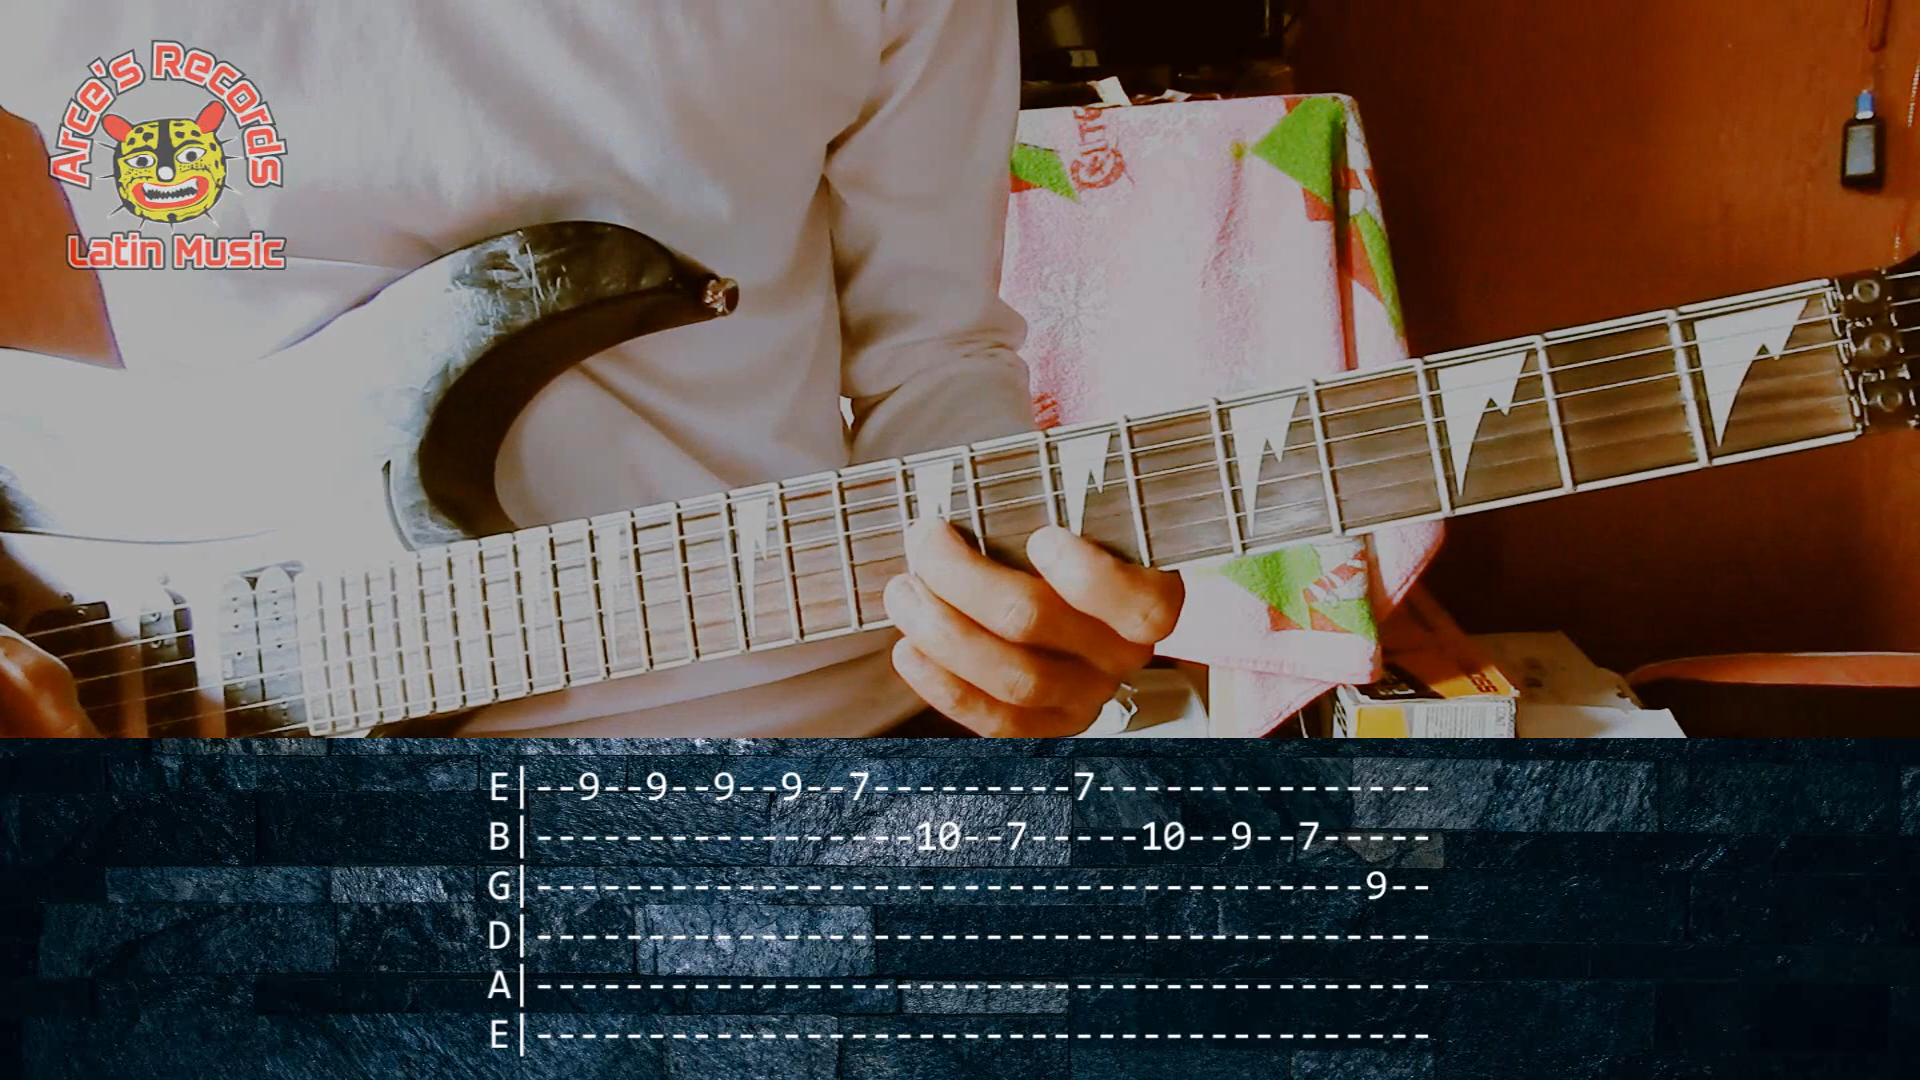 Arce's Records
Latin Music
E|--9--9--9--9--7---------7---------------
B|-----------------10--7-----10--9--7-----
G|--------------------------------------9--
D|-----------------------------------------
A|-----------------------------------------
E|-----------------------------------------